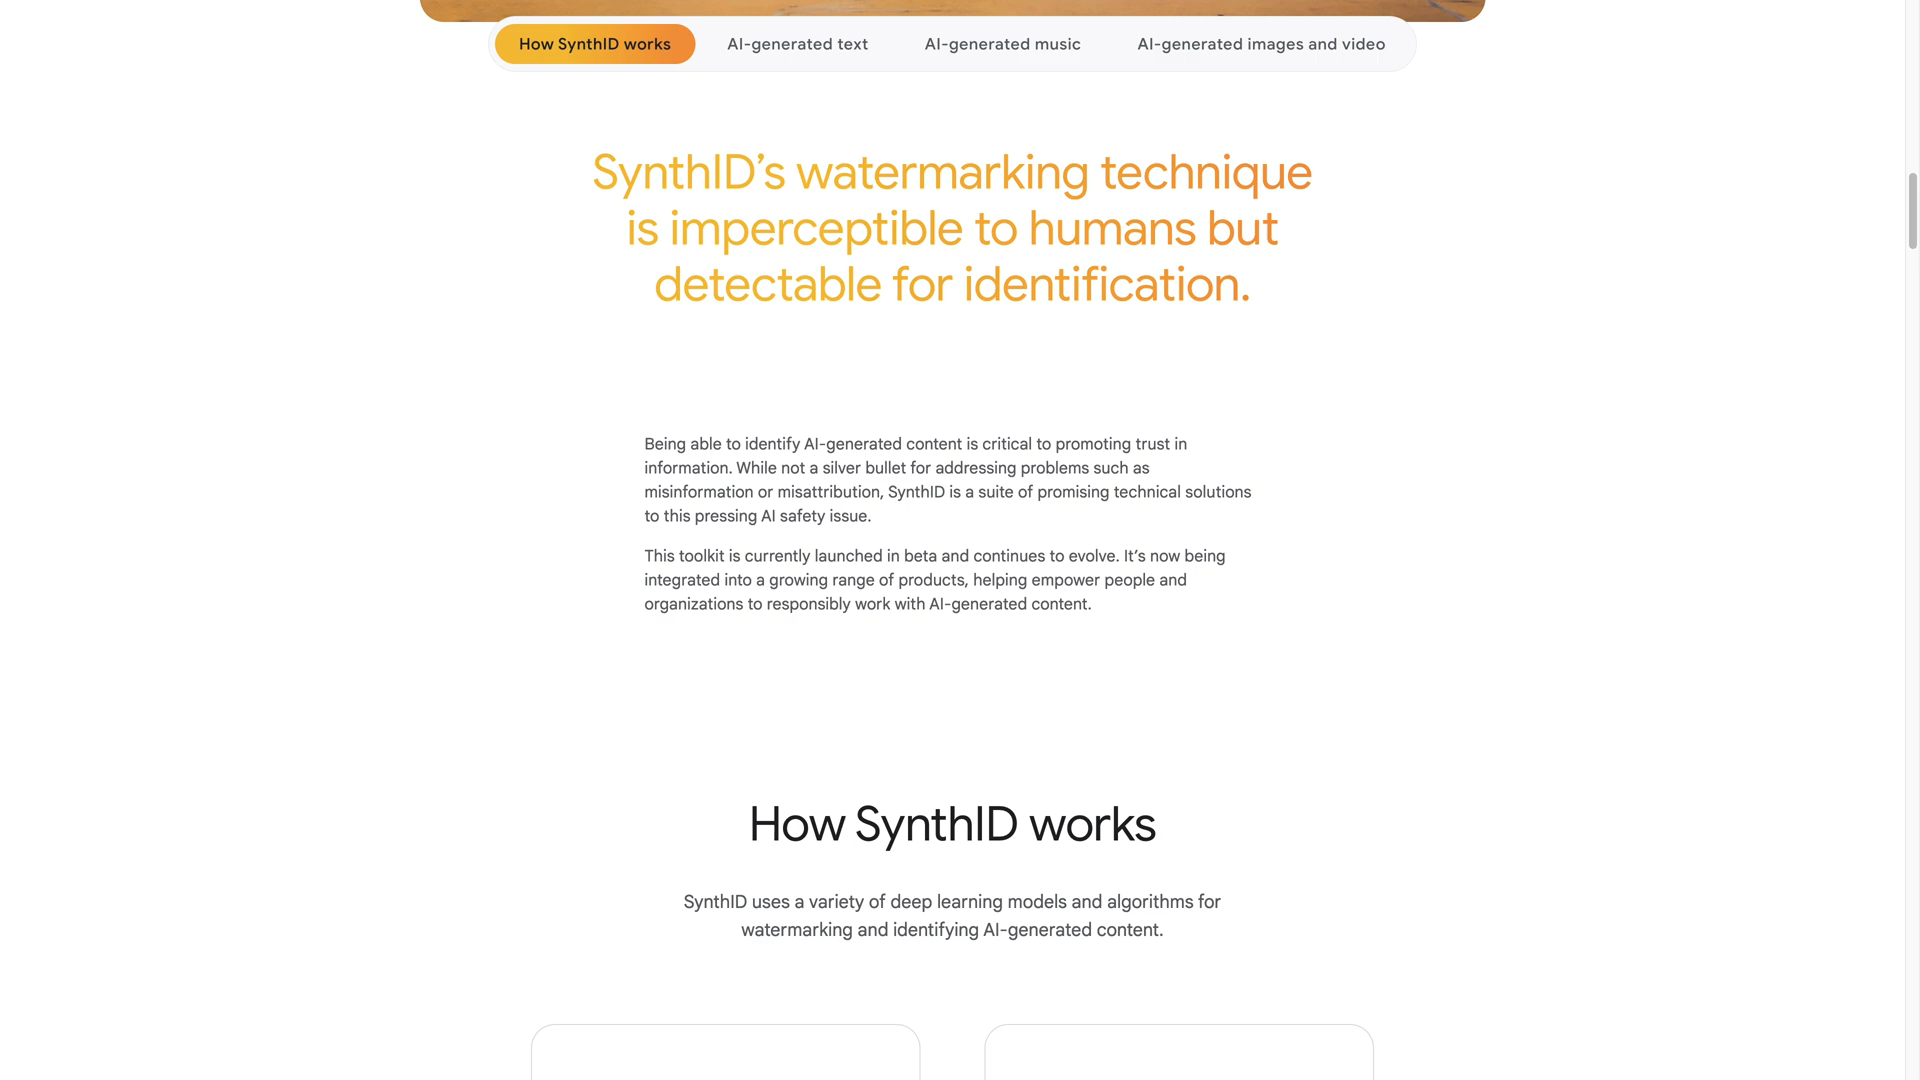 How SynthID works
AI-generated text
AI-generated music
AI-generated images and video
SynthID’s watermarking technique
is imperceptible to humans but
detectable for identification.
Being able to identify AI-generated content is critical to promoting trust in
information. While not a silver bullet for addressing problems such as
misinformation or misattribution, SynthID is a suite of promising technical solutions
to this pressing AI safety issue.
This toolkit is currently launched in beta and continues to evolve. It’s now being
integrated into a growing range of products, helping empower people and
organizations to responsibly work with AI-generated content.
How SynthID works
SynthID uses a variety of deep learning models and algorithms for
watermarking and identifying AI-generated content.